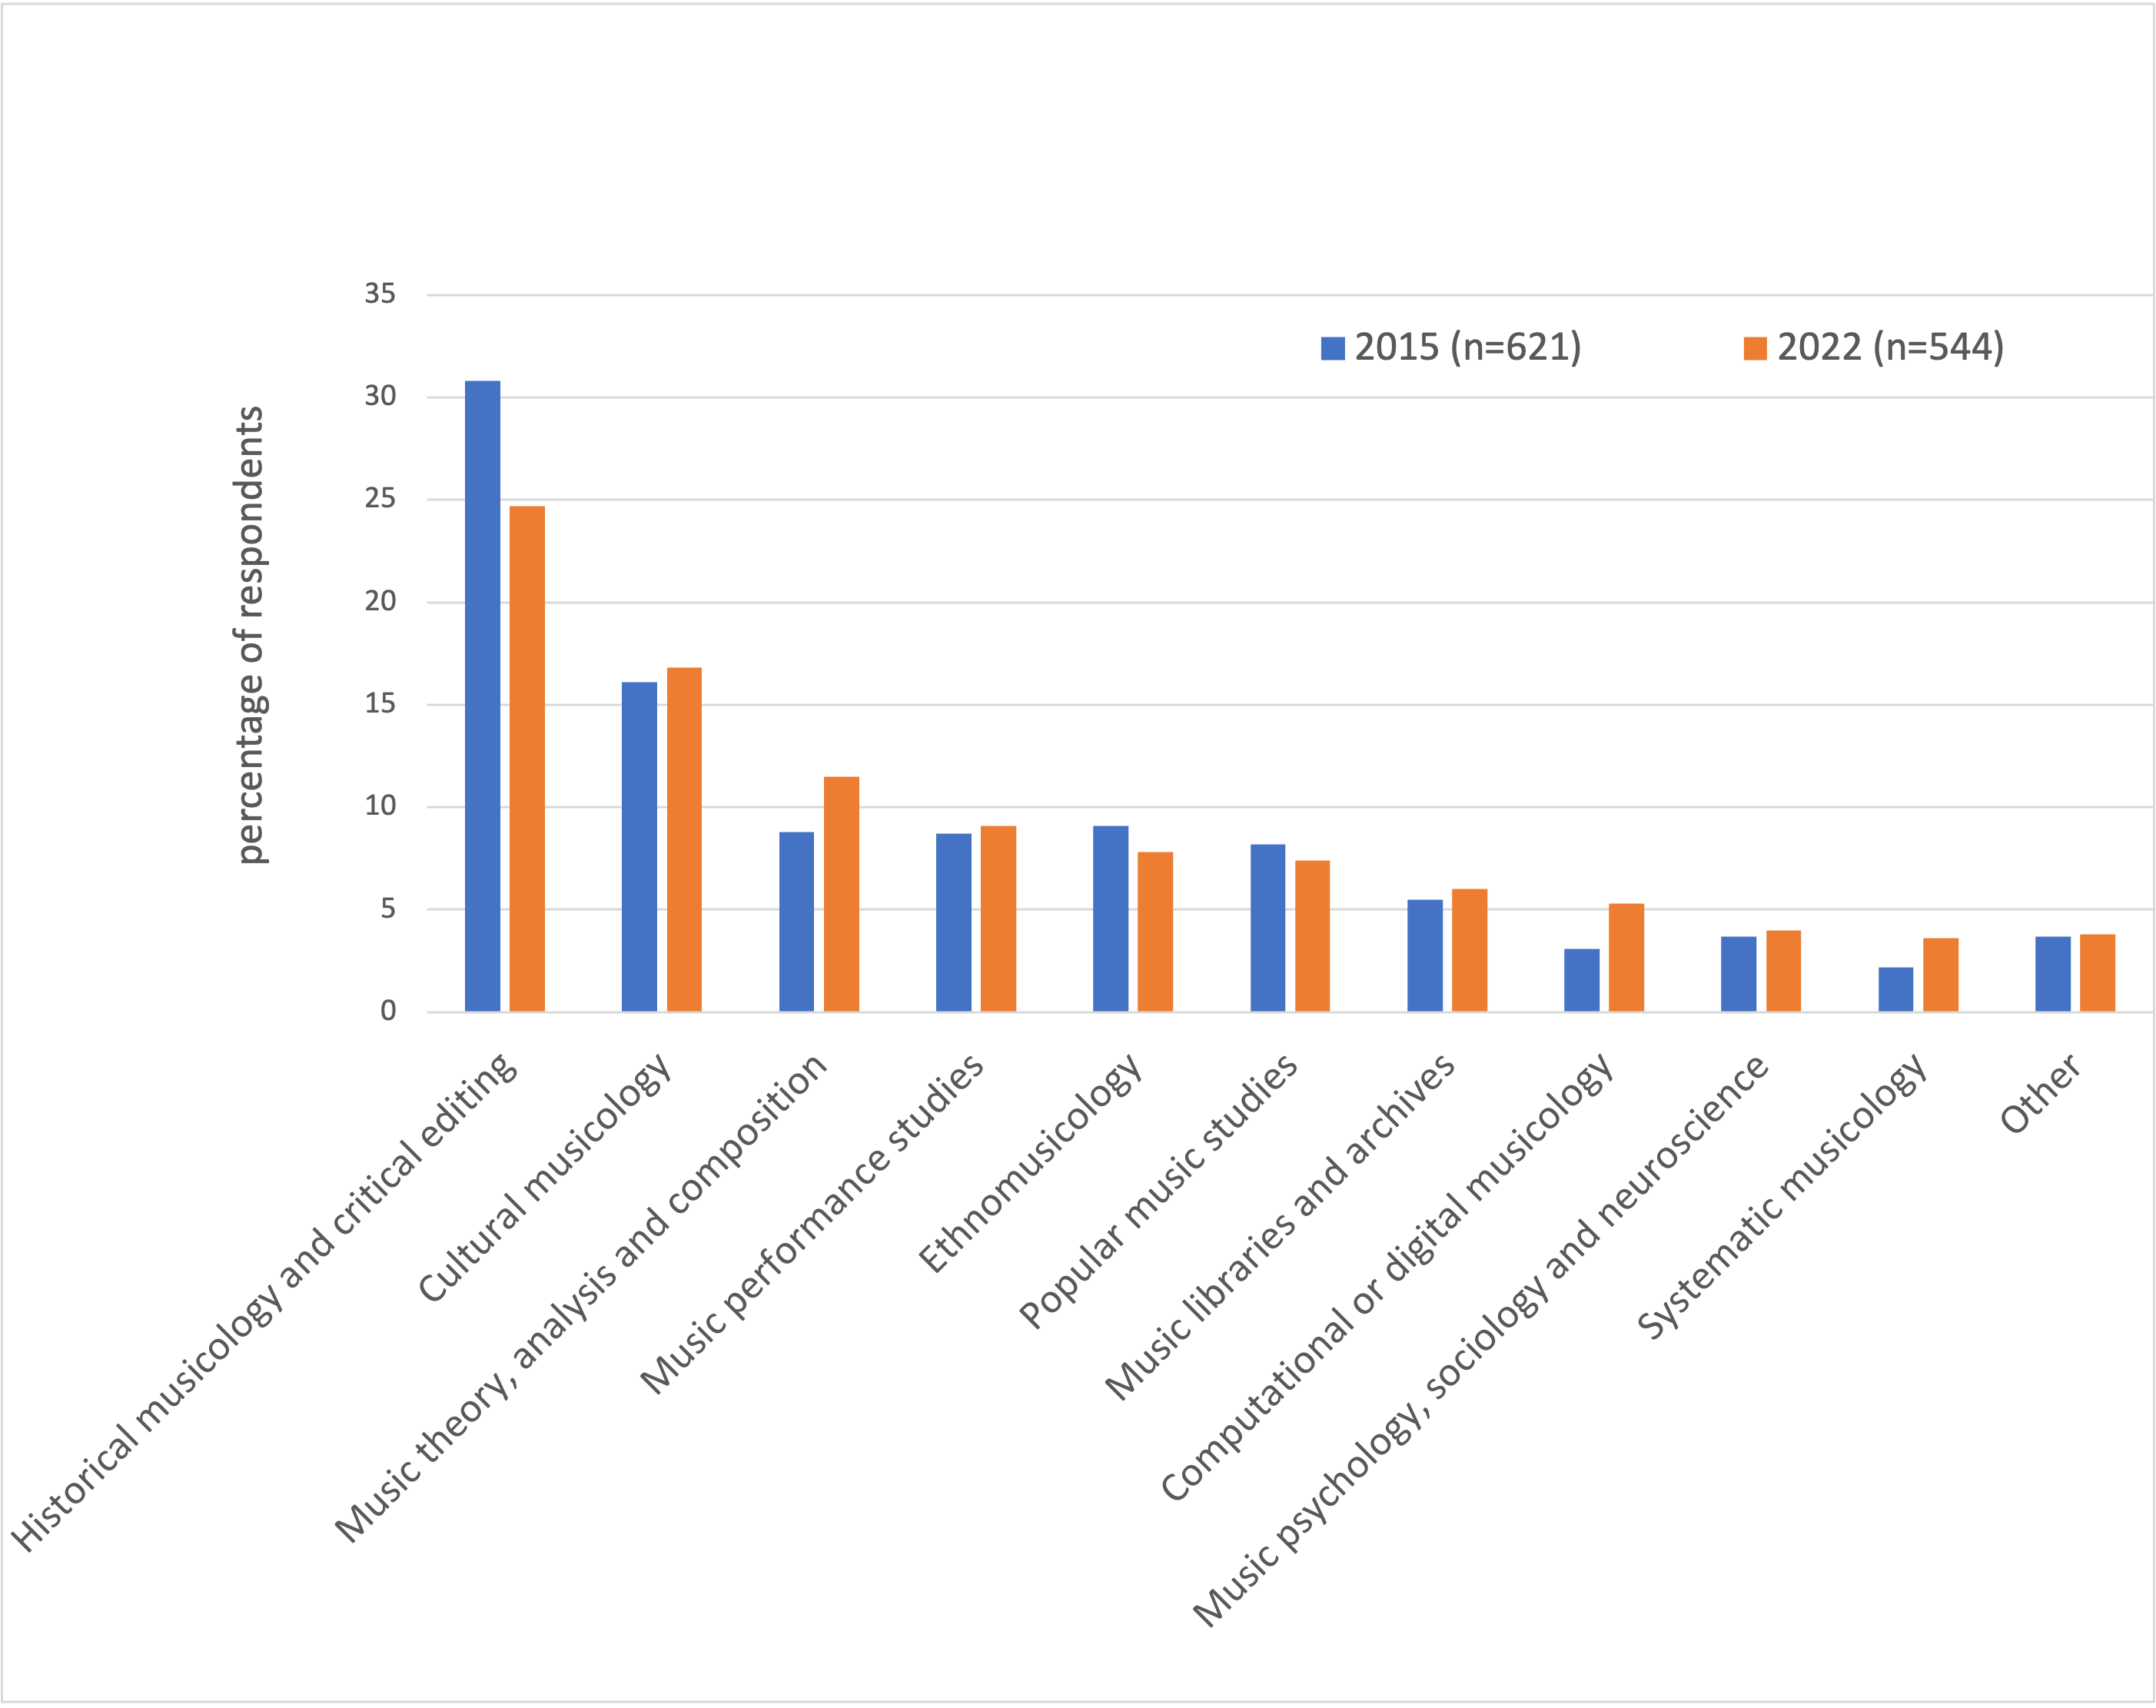 35
2015 (n=621)
2022 (n=544)
30
25
20
15
10
5
0
percentage of respondents
Historical musicology and critical editing
Cultural musicology
Music theory, analysis and composition
Music performance studies
Ethnomusicology
Popular music studies
Music libraries and archives
Computational or digital musicology
Music psychology, sociology and neuroscience
Systematic musicology
Other